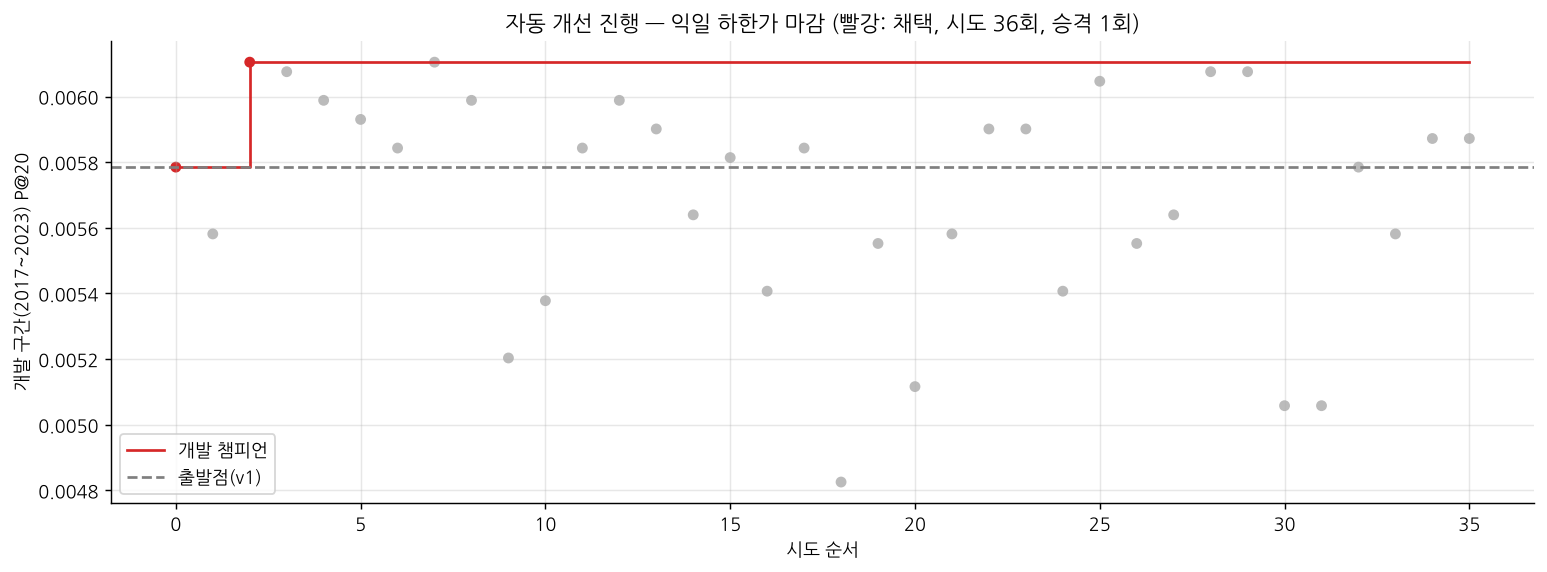 자동 개선 진행 — 익일 하한가 마감 (빨강: 채택, 시도 36회, 승격 1회)
개발 구간(2017~2023) P@20
0.0060
0.0058
0.0056
0.0054
0.0052
0.0050
0.0048
개발 챔피언
출발점(v1)
0 5 10 15 20 25 30 35
시도 순서